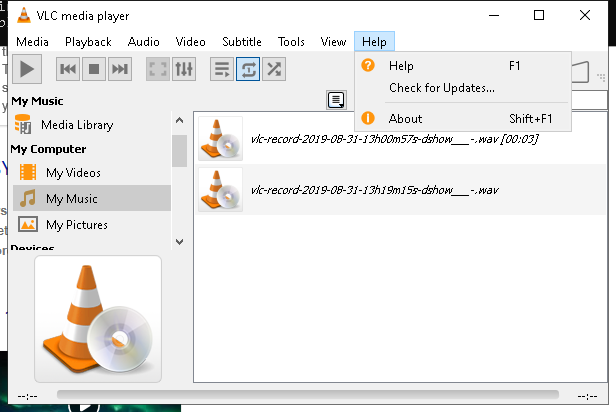 VLC media player
Media Playback Audio Video Subtitle Tools View Help
Help F1
Check for Updates...
About Shift+F1
My Music
Media Library
My Computer
My Videos
My Music
My Pictures
Devices
vlc-record-2019-08-31-13h00m57s-dshow___-.wav [00:03]
vlc-record-2019-08-31-13h19m15s-dshow___-.wav
--:-- --:--